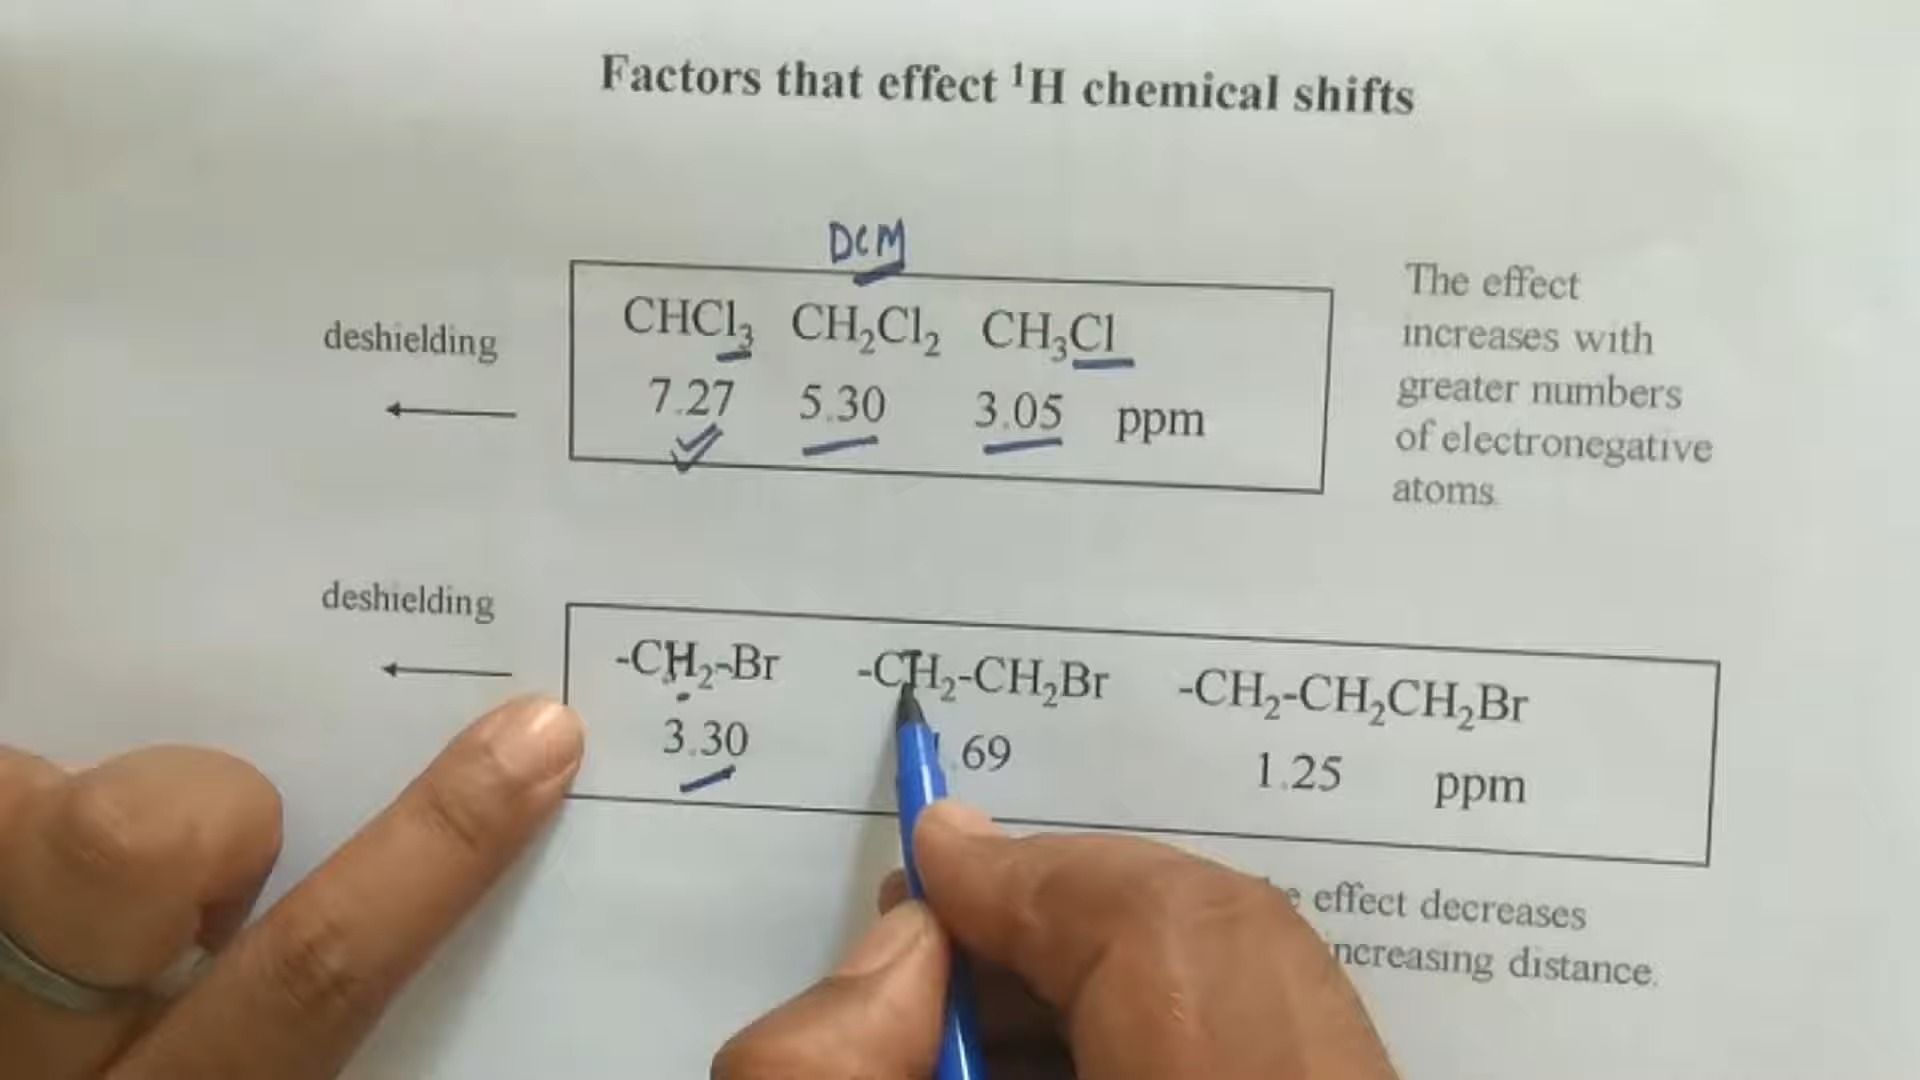 Factors that effect ¹H chemical shifts
DCM
deshielding
CHCl₃ CH₂Cl₂ CH₃Cl
7.27 5.30 3.05 ppm
The effect
increases with
greater numbers
of electronegative
atoms.
deshielding
-CH₂-Br -CH₂-CH₂Br -CH₂-CH₂CH₂Br
3.30 .69 1.25 ppm
effect decreases
increasing distance.